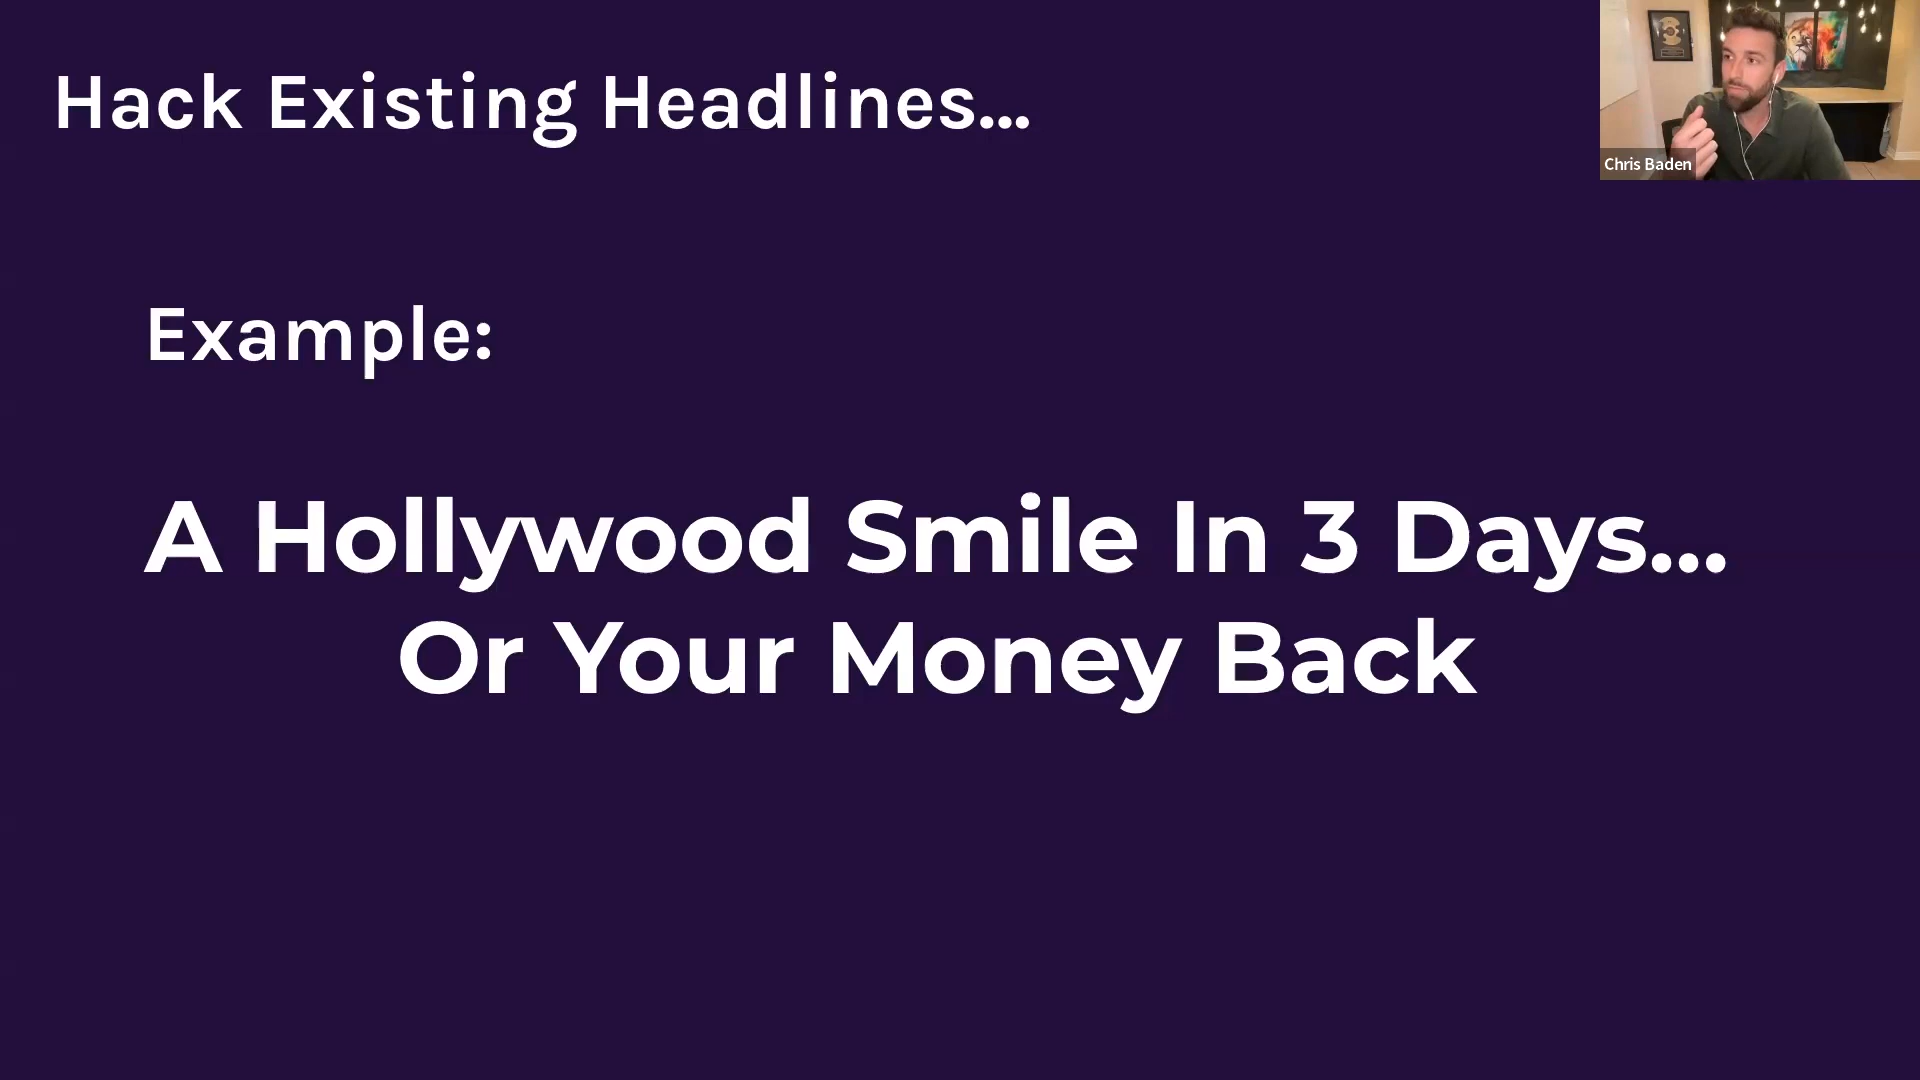 Hack Existing Headlines...
Chris Baden
Example:
A Hollywood Smile In 3 Days...
Or Your Money Back